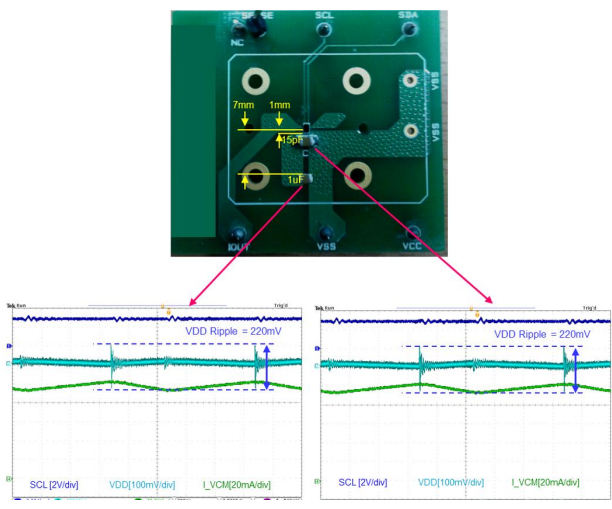 SCL
SDA
NC
7mm 1mm
VSS
15pF
C
VSS
1uF
IOUT
VSS
VCC
Tek Run
Trig'd
VDD Ripple = 220mV
SCL [2V/div] VDD[100mV/div] I_VCM[20mA/div]
Tek Run
Trig'd
VDD Ripple = 220mV
SCL [2V/div] VDD[100mV/div] I_VCM[20mA/div]